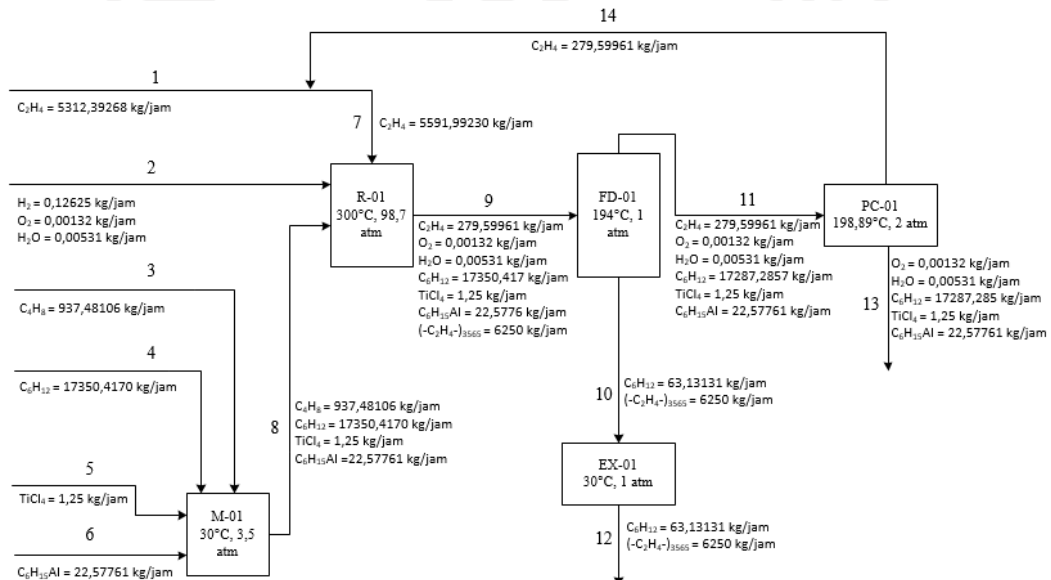 14
C₂H₄ = 279,59961 kg/jam
1
C₂H₄ = 5312,39268 kg/jam
7
C₂H₄ = 5591,99230 kg/jam
2
H₂ = 0,12625 kg/jam
O₂ = 0,00132 kg/jam
H₂O = 0,00531 kg/jam
R-01
300°C, 98,7
atm
9
C₂H₄ = 279,59961 kg/jam
O₂ = 0,00132 kg/jam
H₂O = 0,00531 kg/jam
C₆H₁₂ = 17350,417 kg/jam
TiCl₄ = 1,25 kg/jam
C₆H₁₅Al = 22,5776 kg/jam
(-C₂H₄-)₃₅₆₅ = 6250 kg/jam
FD-01
194°C, 1
atm
11
C₂H₄ = 279,59961 kg/jam
O₂ = 0,00132 kg/jam
H₂O = 0,00531 kg/jam
C₆H₁₂ = 17287,2857 kg/jam
TiCl₄ = 1,25 kg/jam
C₆H₁₅Al = 22,57761 kg/jam
PC-01
198,89°C, 2 atm
13
O₂ = 0,00132 kg/jam
H₂O = 0,00531 kg/jam
C₆H₁₂ = 17287,285 kg/jam
TiCl₄ = 1,25 kg/jam
C₆H₁₅Al = 22,57761 kg/jam
3
C₄H₈ = 937,48106 kg/jam
4
C₆H₁₂ = 17350,4170 kg/jam
8
C₄H₈ = 937,48106 kg/jam
C₆H₁₂ = 17350,4170 kg/jam
TiCl₄ = 1,25 kg/jam
C₆H₁₅Al =22,57761 kg/jam
10
C₆H₁₂ = 63,13131 kg/jam
(-C₂H₄-)₃₅₆₅ = 6250 kg/jam
5
TiCl₄ = 1,25 kg/jam
6
C₆H₁₅Al = 22,57761 kg/jam
M-01
30°C, 3,5
atm
EX-01
30°C, 1 atm
12
C₆H₁₂ = 63,13131 kg/jam
(-C₂H₄-)₃₅₆₅ = 6250 kg/jam